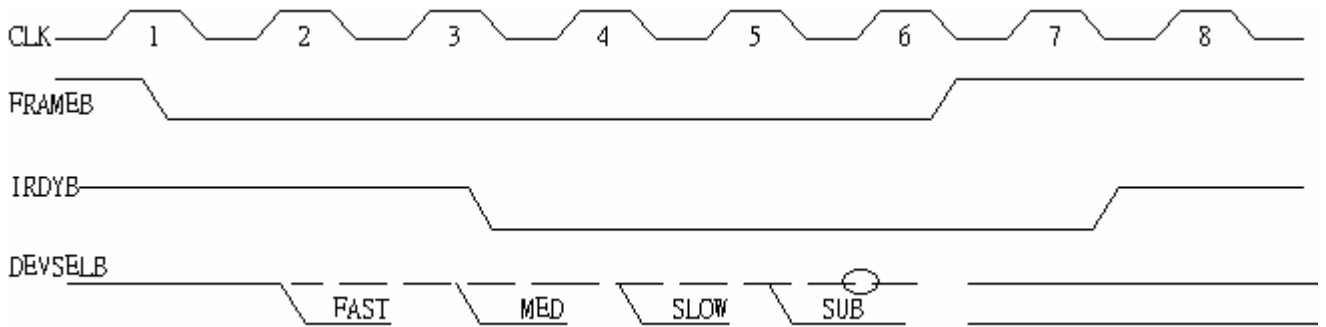 CLK 1 2 3 4 5 6 7 8
FRAMEB
IRDYB
DEVSELB
FAST MED SLOW SUB